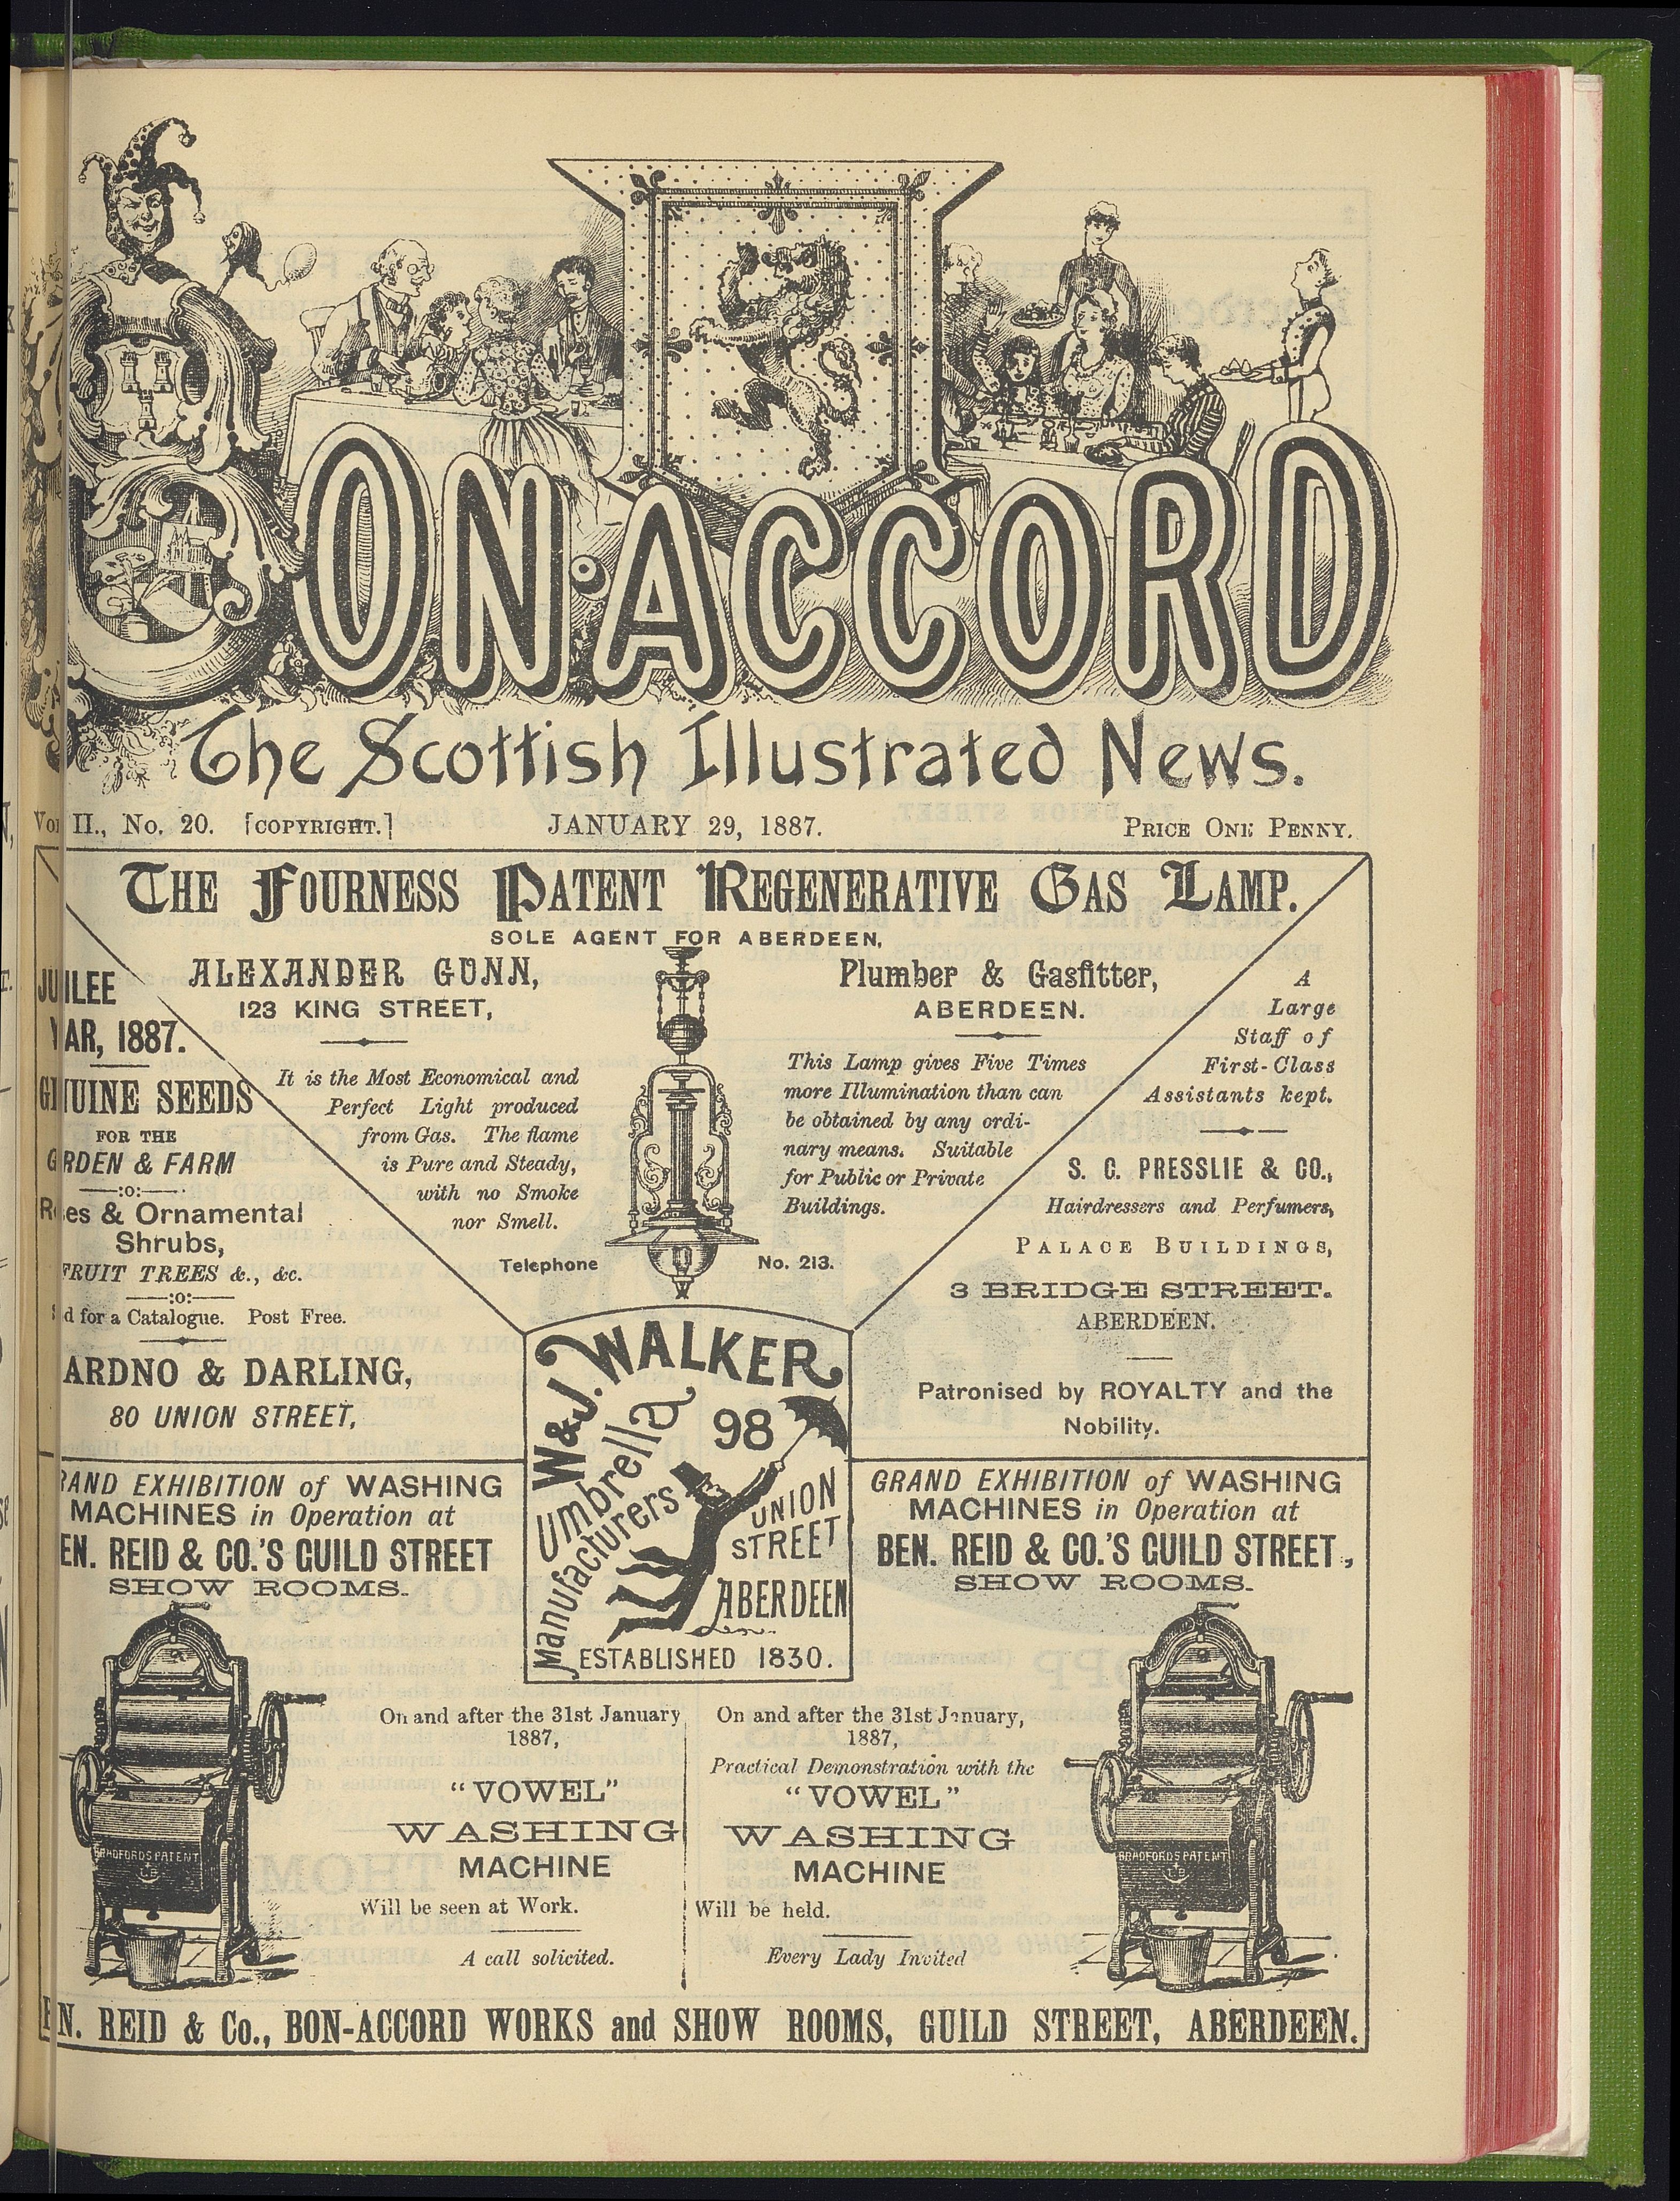 BON·ACCORD
The Scottish Illustrated News.
Vol II., No. 20. [COPYRIGHT.] JANUARY 29, 1887. PRICE ONE PENNY.
THE FOURNESS PATENT REGENERATIVE GAS LAMP.
SOLE AGENT FOR ABERDEEN,
ALEXANDER GUNN,
123 KING STREET,
Plumber & Gasfitter,
ABERDEEN.
It is the Most Economical and
Perfect Light produced
from Gas. The flame
is Pure and Steady,
with no Smoke
nor Smell.
Telephone
This Lamp gives Five Times
more Illumination than can
be obtained by any ordi-
nary means. Suitable
for Public or Private
Buildings.
No. 213.
JUILEE
YAR, 1887.
GNUINE SEEDS
FOR THE
GRDEN & FARM
:o:
Roes & Ornamental
Shrubs,
FRUIT TREES &., &c.
:o:
d for a Catalogue. Post Free.
ARDNO & DARLING,
80 UNION STREET,
A
Large
Staff of
First-Class
Assistants kept.
S. C. PRESSLIE & CO.,
Hairdressers and Perfumers,
PALACE BUILDINGS,
3 BRIDGE STREET.
ABERDEEN.
Patronised by ROYALTY and the
Nobility.
W&J. WALKER
Umbrella
Manufacturers
98
UNION
STREET
ABERDEEN
ESTABLISHED 1830.
RAND EXHIBITION of WASHING
MACHINES in Operation at
EN. REID & CO.'S GUILD STREET
SHOW ROOMS.
BRADFORDS PATENT
On and after the 31st January
1887,
"VOWEL"
WASHING
MACHINE
Will be seen at Work.
A call solicited.
GRAND EXHIBITION of WASHING
MACHINES in Operation at
BEN. REID & CO.'S GUILD STREET,
SHOW ROOMS.
On and after the 31st January,
1887,
Practical Demonstration with the
"VOWEL"
WASHING
MACHINE
Will be held.
Every Lady Invited
BRADFORDS PATENT
N. REID & Co., BON-ACCORD WORKS and SHOW ROOMS, GUILD STREET, ABERDEEN.